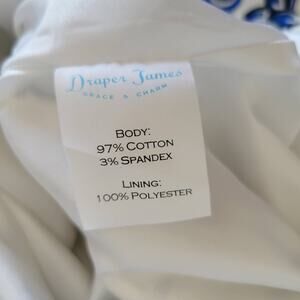 Draper James
GRACE & CHARM
BODY:
97% COTTON
3% SPANDEX
LINING:
100% POLYESTER